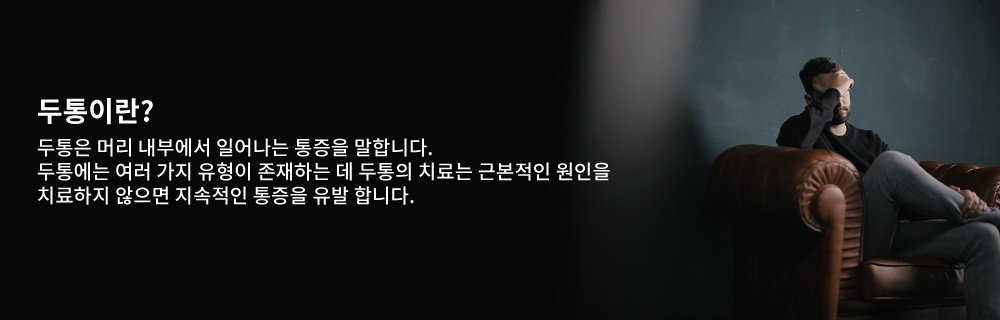 두통이란?
두통은 머리 내부에서 일어나는 통증을 말합니다.
두통에는 여러 가지 유형이 존재하는 데 두통의 치료는 근본적인 원인을
치료하지 않으면 지속적인 통증을 유발 합니다.